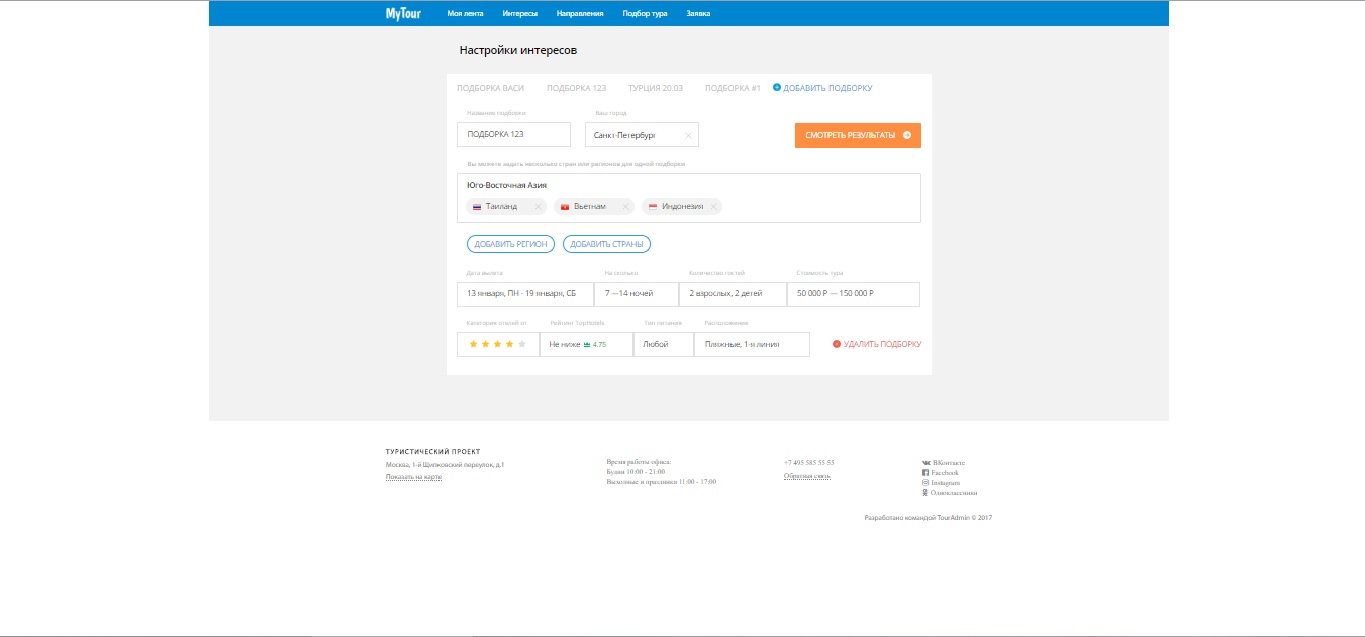 MyTour Моя лента Интересы Направления Подбор тура Заявка
Настройки интересов
ПОДБОРКА ВАСИ ПОДБОРКА 123 ТУРЦИЯ 20.03 ПОДБОРКА #1 ДОБАВИТЬ ПОДБОРКУ
Название подборки Ваш город
ПОДБОРКА 123 Санкт-Петербург СМОТРЕТЬ РЕЗУЛЬТАТЫ
Вы можете задать несколько стран или регионов для одной подборки
Юго-Восточная Азия
Таиланд Вьетнам Индонезия
ДОБАВИТЬ РЕГИОН ДОБАВИТЬ СТРАНЫ
Дата вылета На сколько Количество гостей Стоимость тура
13 января, ПН - 19 января, СБ 7 —14 ночей 2 взрослых, 2 детей 50 000 Р — 150 000 Р
Категория отелей от Рейтинг TopHotels Тип питания Расположение
Не ниже 4.75 Любой Пляжные, 1-я линия УДАЛИТЬ ПОДБОРКУ
ТУРИСТИЧЕСКИЙ ПРОЕКТ
Москва, 1-й Щипковский переулок, д.1
Показать на карте
Время работы офиса:
Будни 10:00 - 21:00
Выходные и праздники 11:00 - 17:00
+7 495 583 55 55
Обратная связь
ВКонтакте
Facebook
Instagram
Одноклассники
Разработано командой TourAdmin © 2017